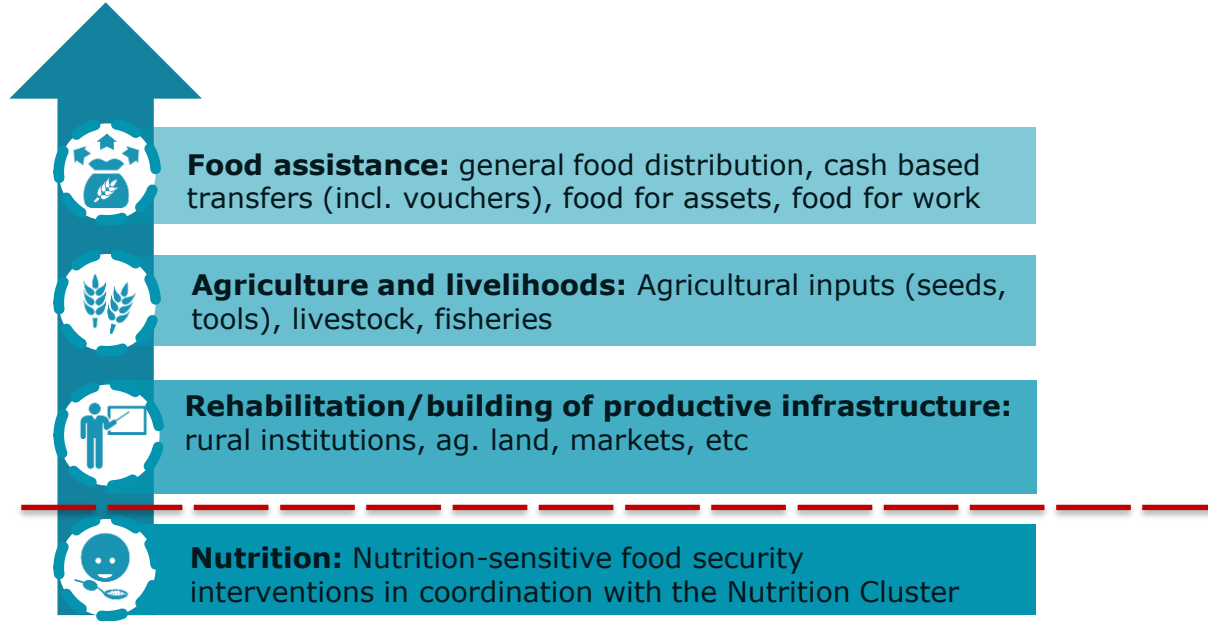 Food assistance: general food distribution, cash based
transfers (incl. vouchers), food for assets, food for work
Agriculture and livelihoods: Agricultural inputs (seeds,
tools), livestock, fisheries
Rehabilitation/building of productive infrastructure:
rural institutions, ag. land, markets, etc
Nutrition: Nutrition-sensitive food security
interventions in coordination with the Nutrition Cluster